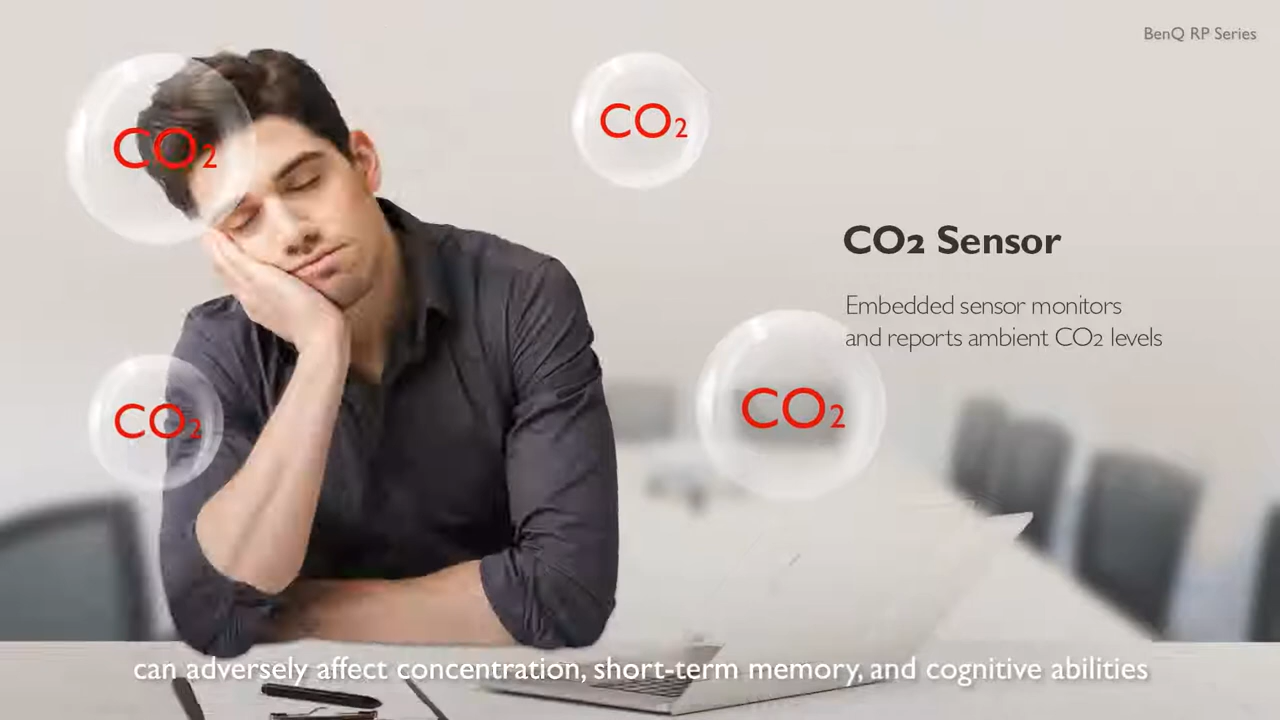 BenQ RP Series
CO2
CO2
CO2 Sensor
Embedded sensor monitors
and reports ambient CO2 levels
CO2
CO2
can adversely affect concentration, short-term memory, and cognitive abilities